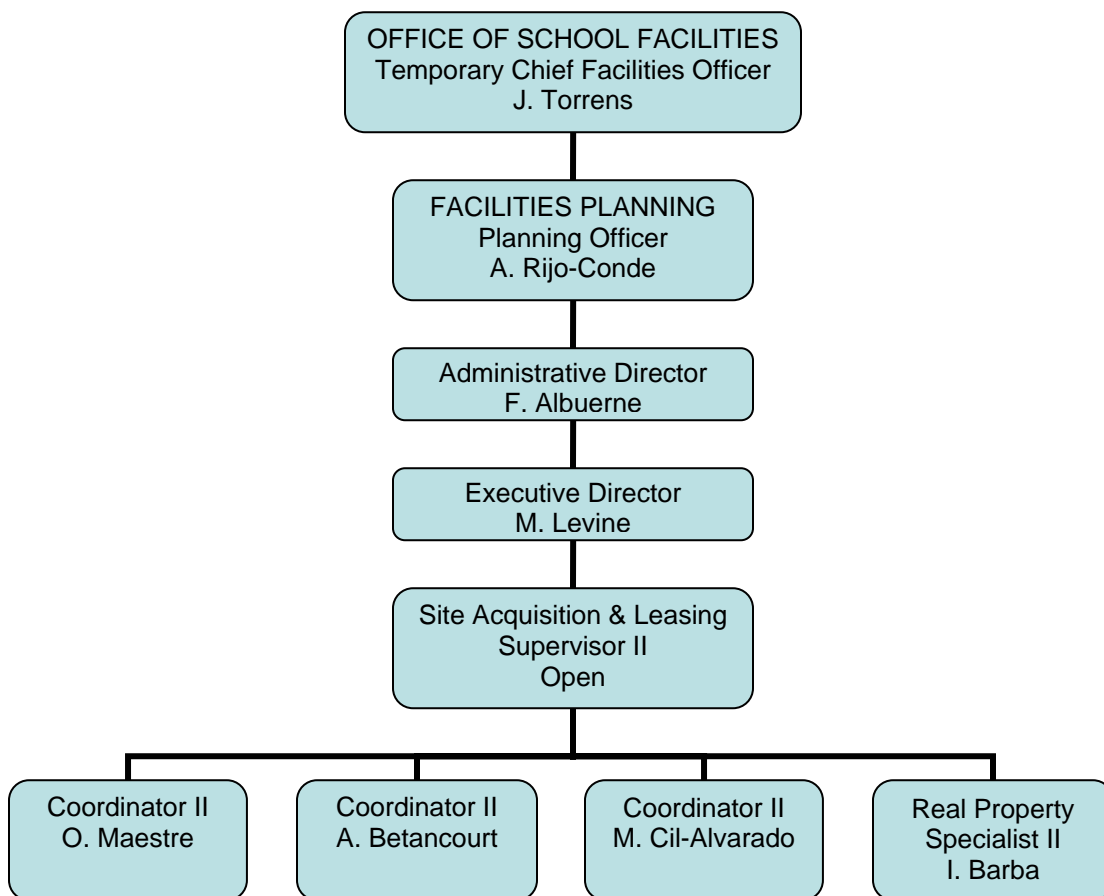 OFFICE OF SCHOOL FACILITIES
Temporary Chief Facilities Officer
J. Torrens
FACILITIES PLANNING
Planning Officer
A. Rijo-Conde
Administrative Director
F. Albuerne
Executive Director
M. Levine
Site Acquisition & Leasing
Supervisor II
Open
Coordinator II
O. Maestre
Coordinator II
A. Betancourt
Coordinator II
M. Cil-Alvarado
Real Property
Specialist II
I. Barba